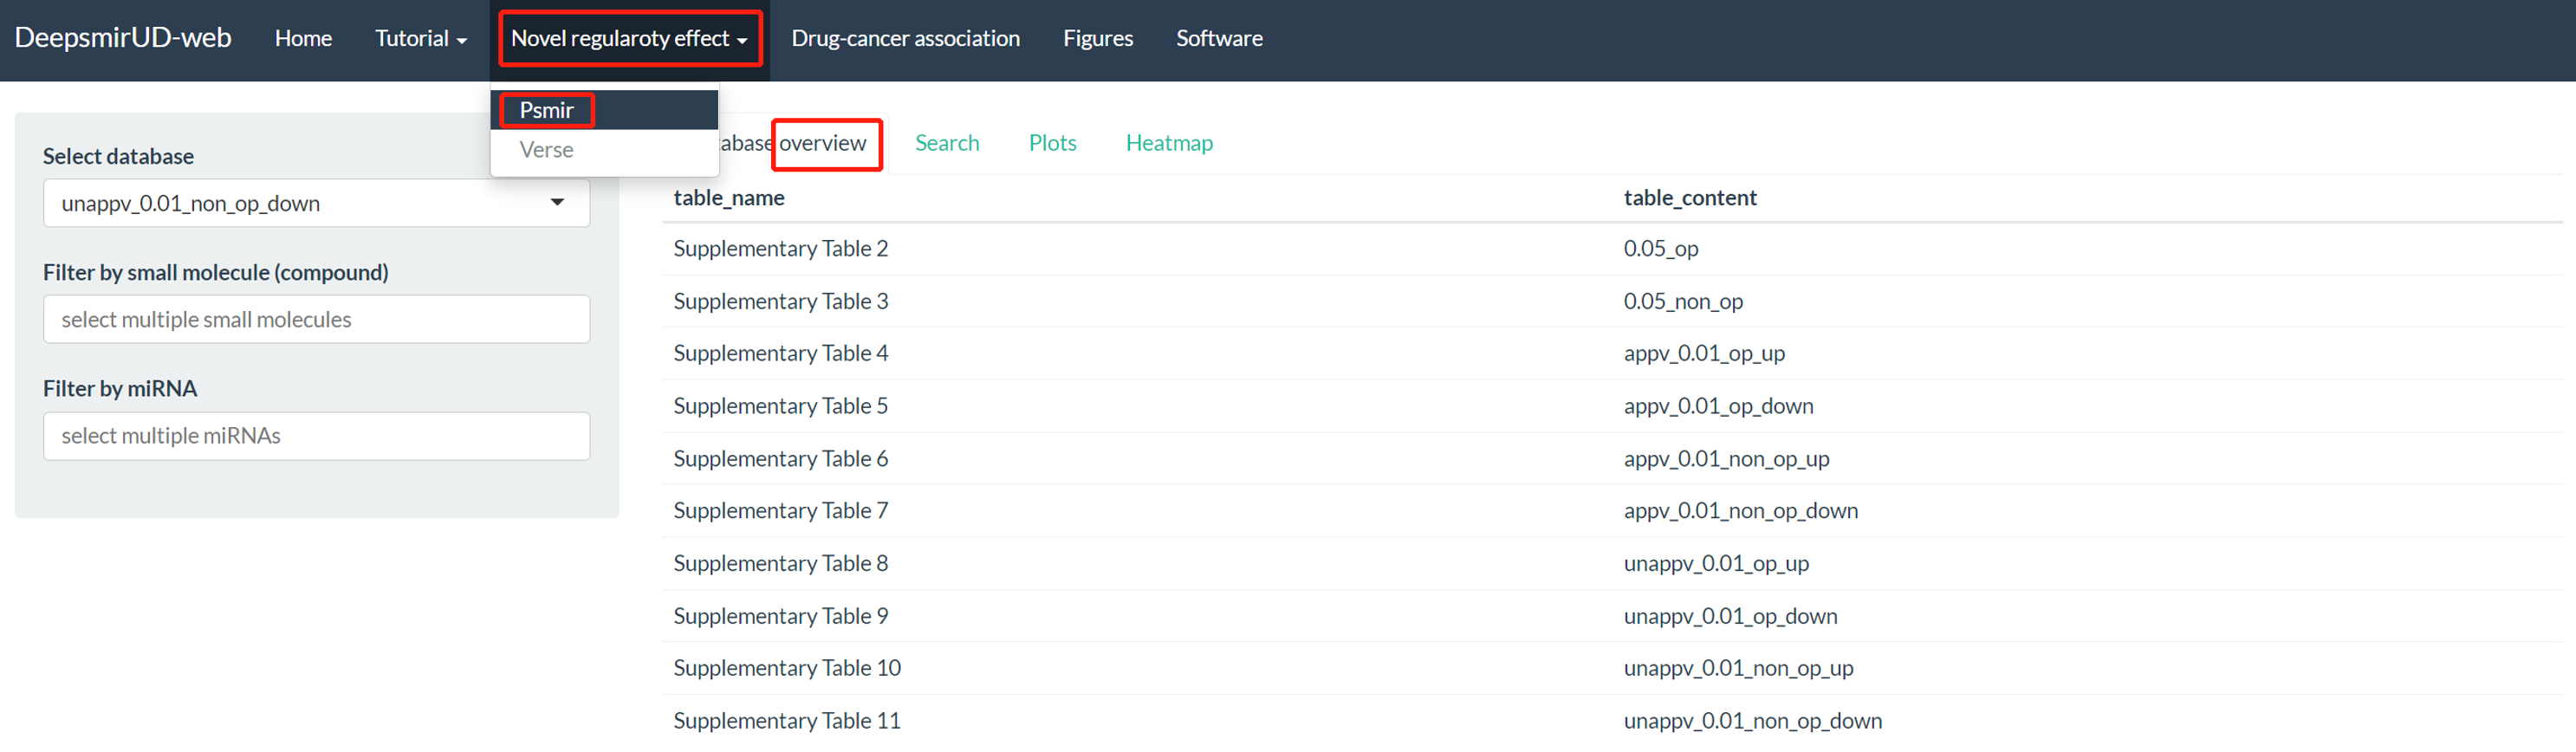 DeepsmirUD-web Home Tutorial Novel regularoty effect Drug-cancer association Figures Software
Psmir
Verse
abase overview Search Plots Heatmap
Select database
unappv_0.01_non_op_down
Filter by small molecule (compound)
select multiple small molecules
Filter by miRNA
select multiple miRNAs
table_name table_content
Supplementary Table 2 0.05_op
Supplementary Table 3 0.05_non_op
Supplementary Table 4 appv_0.01_op_up
Supplementary Table 5 appv_0.01_op_down
Supplementary Table 6 appv_0.01_non_op_up
Supplementary Table 7 appv_0.01_non_op_down
Supplementary Table 8 unappv_0.01_op_up
Supplementary Table 9 unappv_0.01_op_down
Supplementary Table 10 unappv_0.01_non_op_up
Supplementary Table 11 unappv_0.01_non_op_down